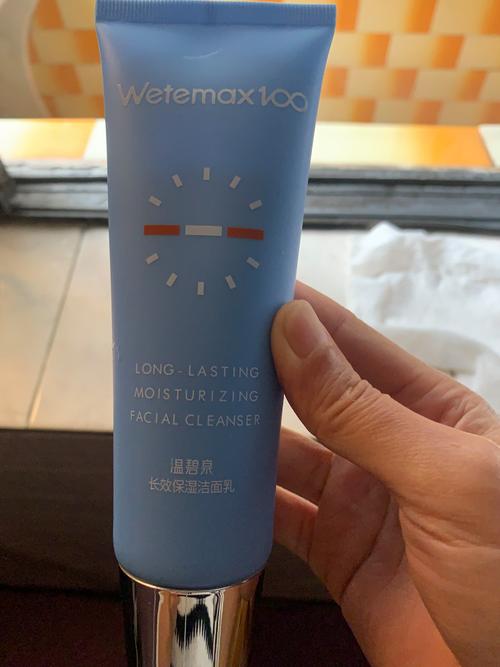 Wetemax100
LONG-LASTING
MOISTURIZING
FACIAL CLEANSER
温碧泉
长效保湿洁面乳